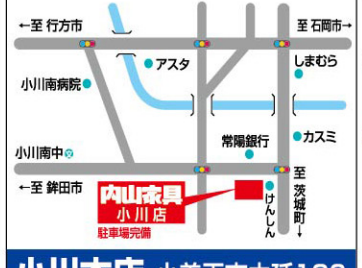 ←至 行方市
至 石岡市→
アスタ
しまむら
小川南病院
常陽銀行
カスミ
小川南中
←至 鉾田市
内山家具
小川店
駐車場完備
けんしん
至 茨城町→